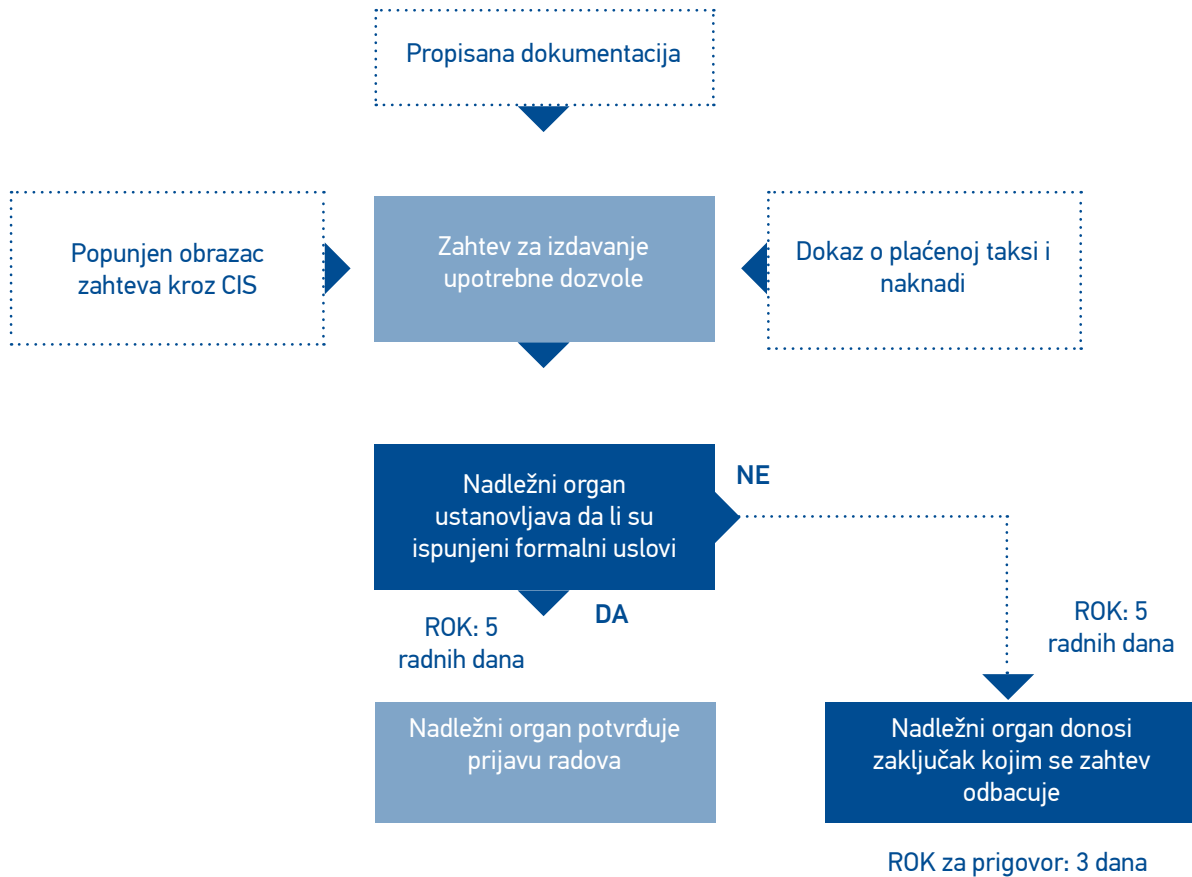 Propisana dokumentacija
Popunjen obrazac
zahteva kroz CIS
Zahtev za izdavanje
upotrebne dozvole
Dokaz o plaćenoj taksi i
naknadi
Nadležni organ
ustanovljava da li su
ispunjeni formalni uslovi
NE
DA
ROK: 5
radnih dana
ROK: 5
radnih dana
Nadležni organ potvrđuje
prijavu radova
Nadležni organ donosi
zaključak kojim se zahtev
odbacuje
ROK za prigovor: 3 dana